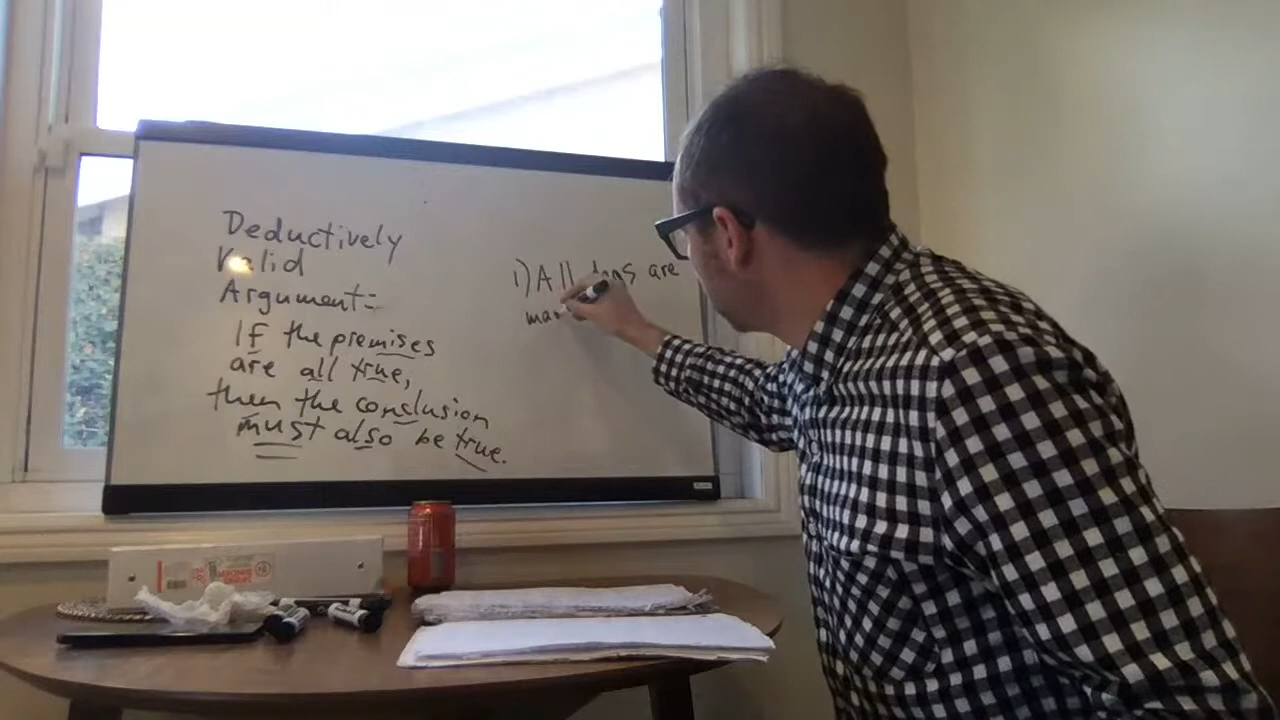 Deductively
Valid
Argument:
IF the premises
are all true,
then the conclusion
must also be true.
1) All dogs are